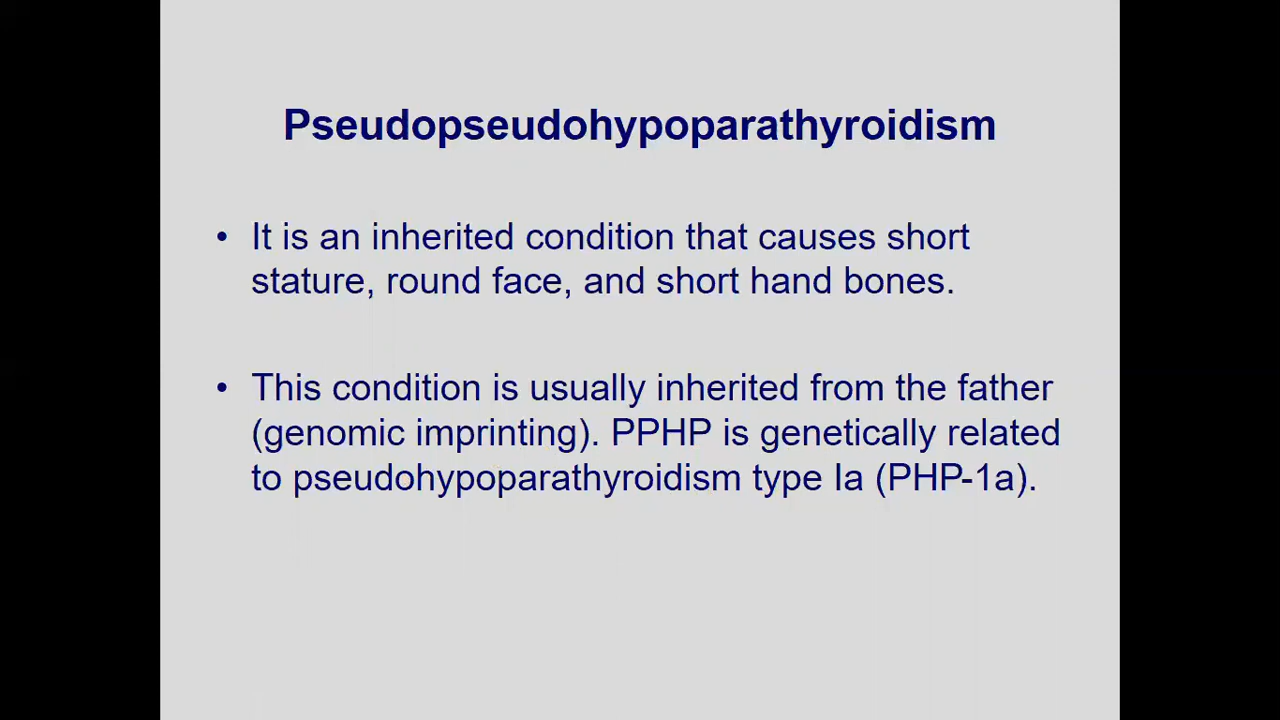 Pseudopseudohypoparathyroidism
• It is an inherited condition that causes short
stature, round face, and short hand bones.
• This condition is usually inherited from the father
(genomic imprinting). PPHP is genetically related
to pseudohypoparathyroidism type Ia (PHP-1a).